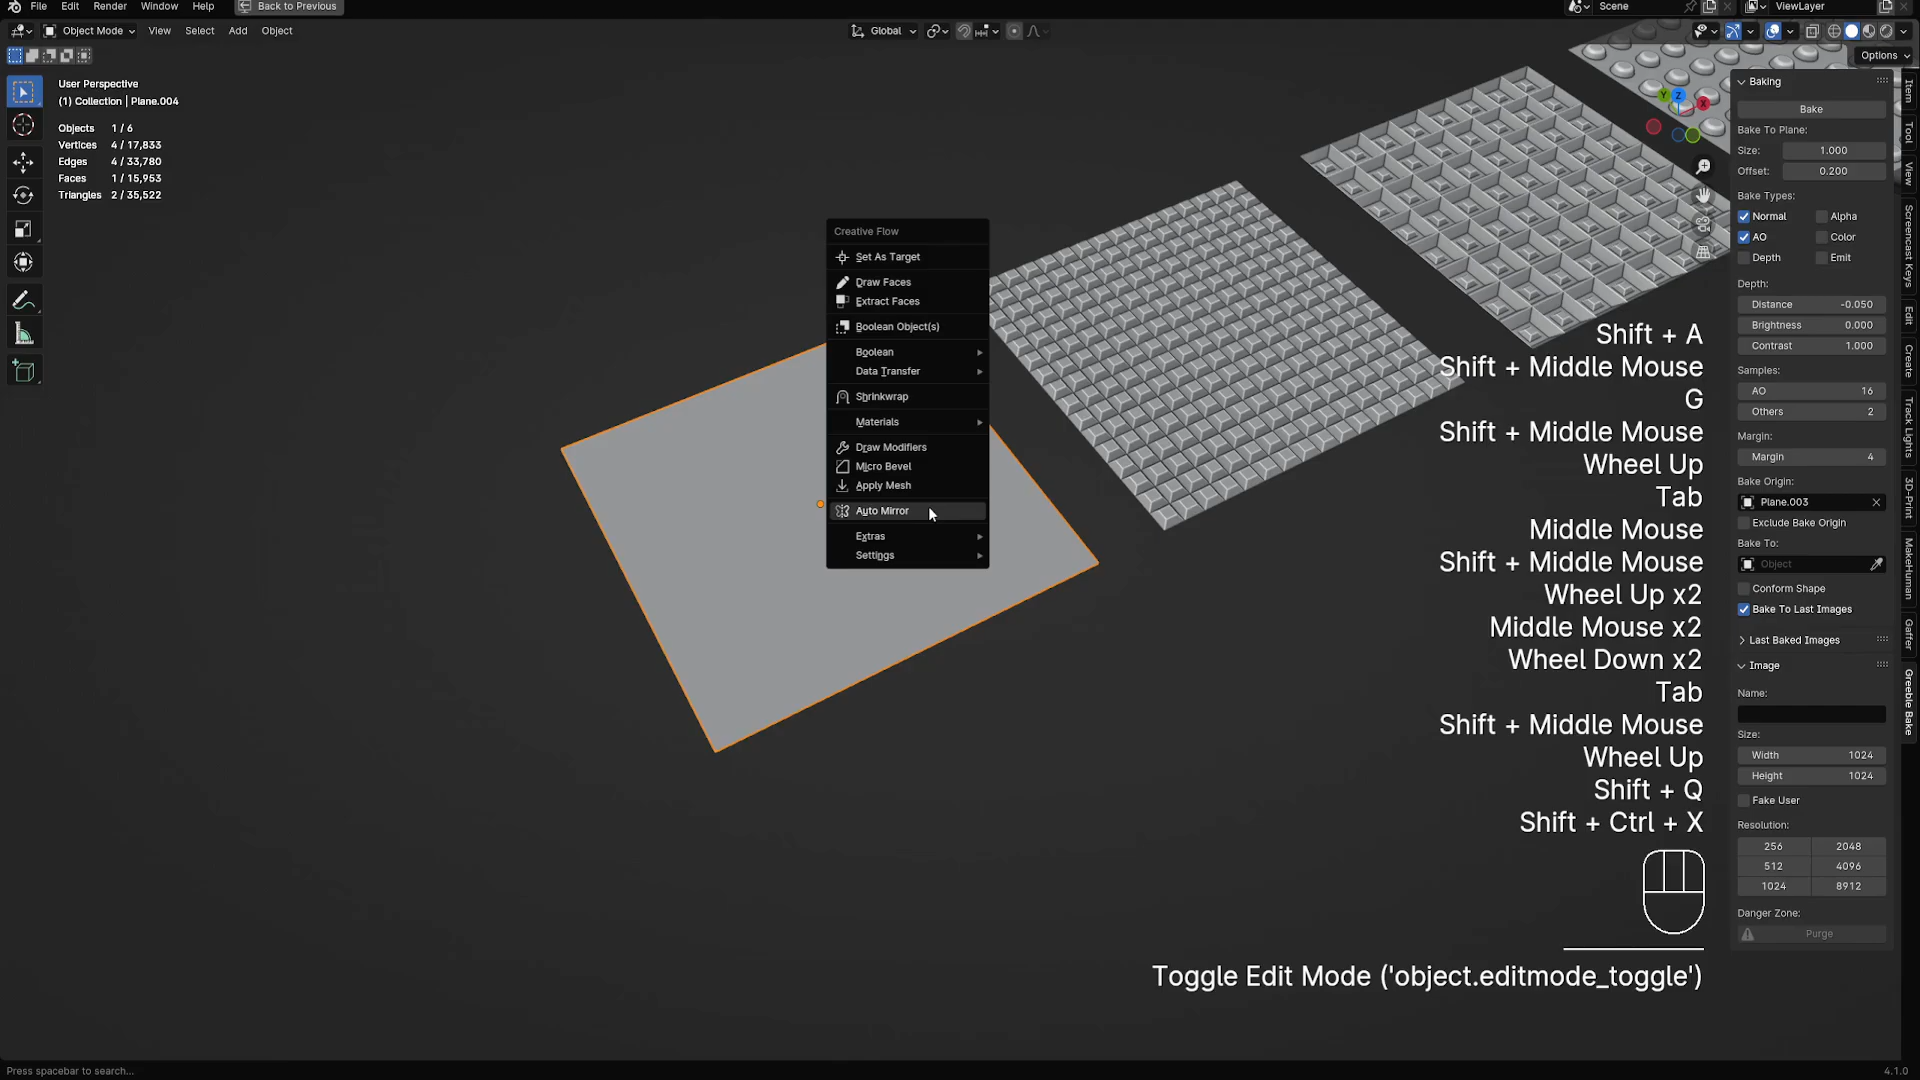 File Edit Render Window Help Back to Previous Scene ViewLayer
Object Mode View Select Add Object Global
Options
User Perspective
(1) Collection | Plane.004
Objects 1 / 6
Vertices 4 / 17,833
Edges 4 / 33,780
Faces 1 / 15,953
Triangles 2 / 35,522
Creative Flow
Set As Target
Draw Faces
Extract Faces
Boolean Object(s)
Boolean
Data Transfer
Shrinkwrap
Materials
Draw Modifiers
Micro Bevel
Apply Mesh
Auto Mirror
Extras
Settings
Y Z X
Shift + A
Shift + Middle Mouse
G
Shift + Middle Mouse
Wheel Up
Tab
Middle Mouse
Shift + Middle Mouse
Wheel Up x2
Middle Mouse x2
Wheel Down x2
Tab
Shift + Middle Mouse
Wheel Up
Shift + Q
Shift + Ctrl + X
Toggle Edit Mode ('object.editmode_toggle')
Baking
Bake
Bake To Plane:
Size: 1.000
Offset: 0.200
Bake Types:
Normal Alpha
AO Color
Depth Emit
Depth:
Distance -0.050
Brightness 0.000
Contrast 1.000
Samples:
AO 16
Others 2
Margin:
Margin 4
Bake Origin:
Plane.003
Exclude Bake Origin
Bake To:
Object
Conform Shape
Bake To Last Images
Last Baked Images
Image
Name:
Size:
Width 1024
Height 1024
Fake User
Resolution:
256 2048
512 4096
1024 8912
Danger Zone:
Purge
Item
Tool
View
Screencast Keys
Edit
Create
Track Lights
3D-Print
MakeHuman
Gaffer
Greeble Bake
Press spacebar to search...
4.1.0